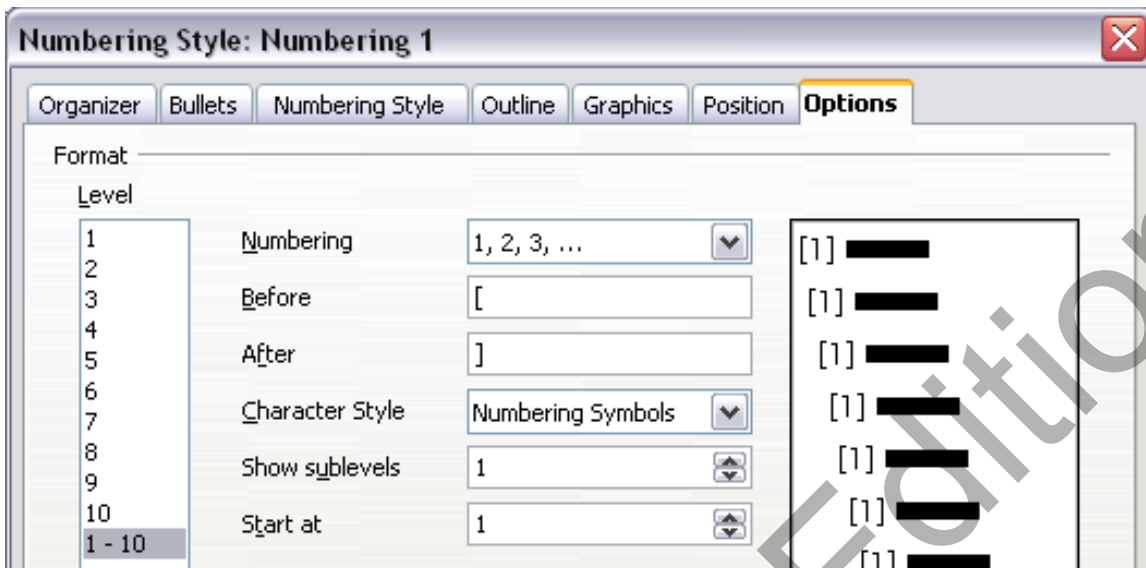 Numbering Style: Numbering 1
Organizer Bullets Numbering Style Outline Graphics Position Options
Format
Level
1
2
3
4
5
6
7
8
9
10
1 - 10
Numbering 1, 2, 3, ...
Before [
After ]
Character Style Numbering Symbols
Show sublevels 1
Start at 1
[1]
[1]
[1]
[1]
[1]
[1]
[1]
Edition